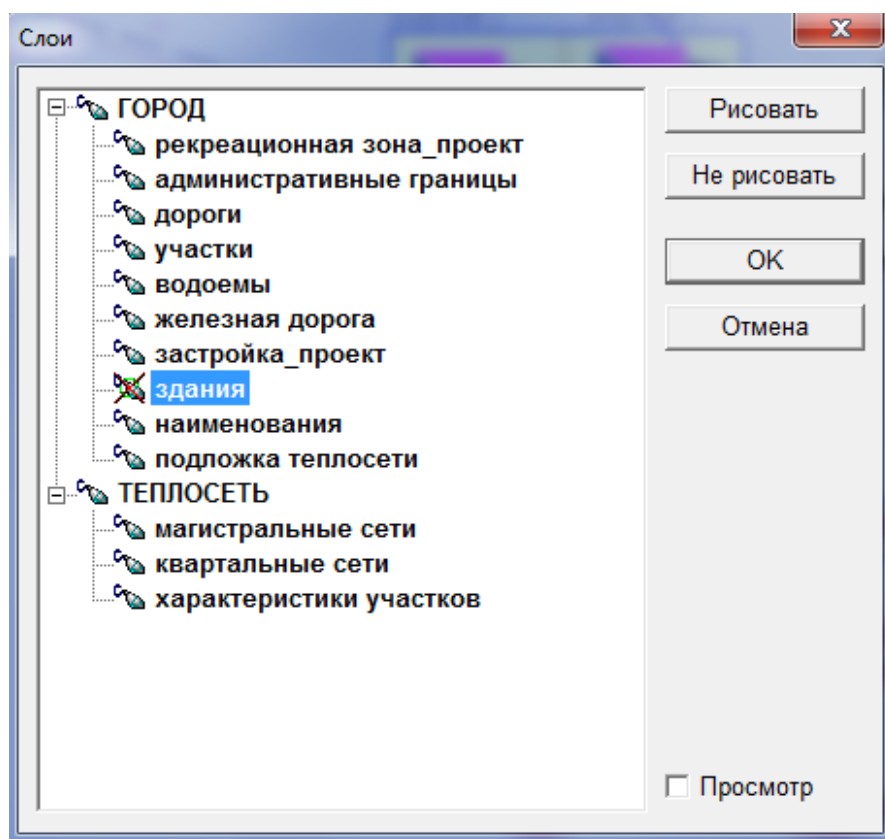 Слои
ГОРОД
рекреационная зона_проект
административные границы
дороги
участки
водоемы
железная дорога
застройка_проект
здания
наименования
подложка теплосети
ТЕПЛОСЕТЬ
магистральные сети
квартальные сети
характеристики участков
Рисовать
Не рисовать
OK
Отмена
Просмотр